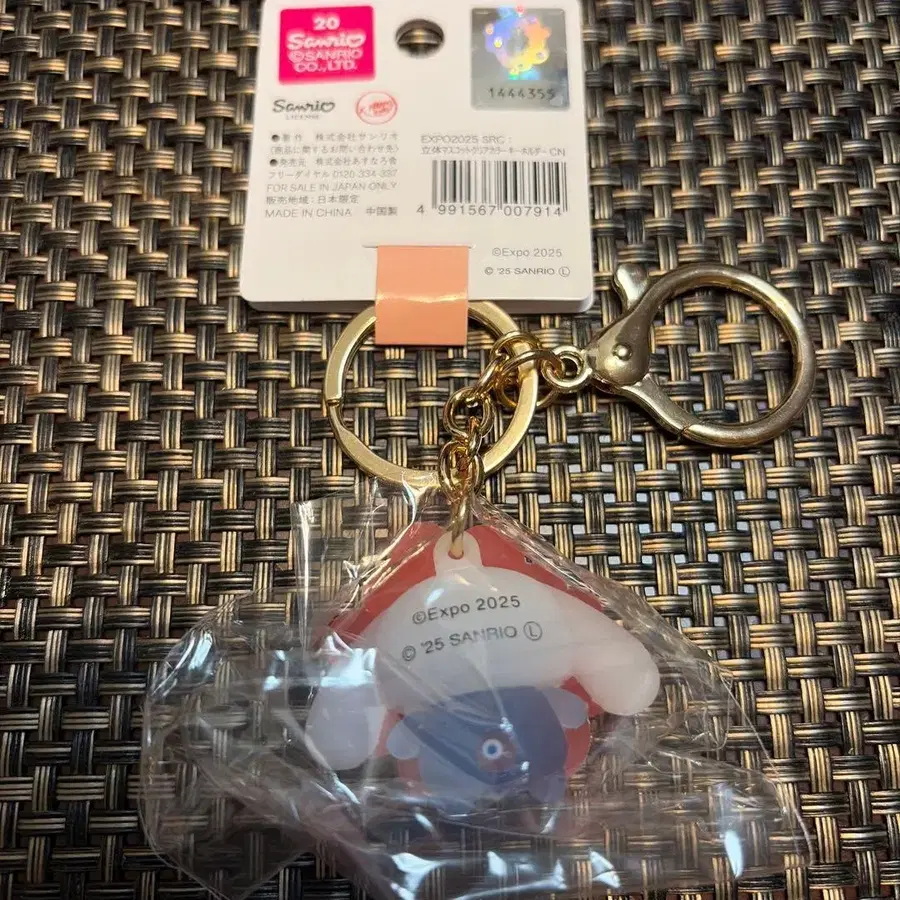 20
Sanrio
©SANRIO
CO.,LTD.
1444355
Sanrio
LICENSE
●著作 株式会社サンリオ
(商品に関するお問い合わせ先)
●発売元 株式会社あすなろ舎
フリーダイヤル 0120-334-337
FOR SALE IN JAPAN ONLY
販売地域:日本限定
MADE IN CHINA 中国製
EXPO2025 SRC:
立体マスコットクリアカラーキーホルダー CN
4 991567 007914
©Expo 2025
© '25 SANRIO Ⓛ
©Expo 2025
© '25 SANRIO Ⓛ